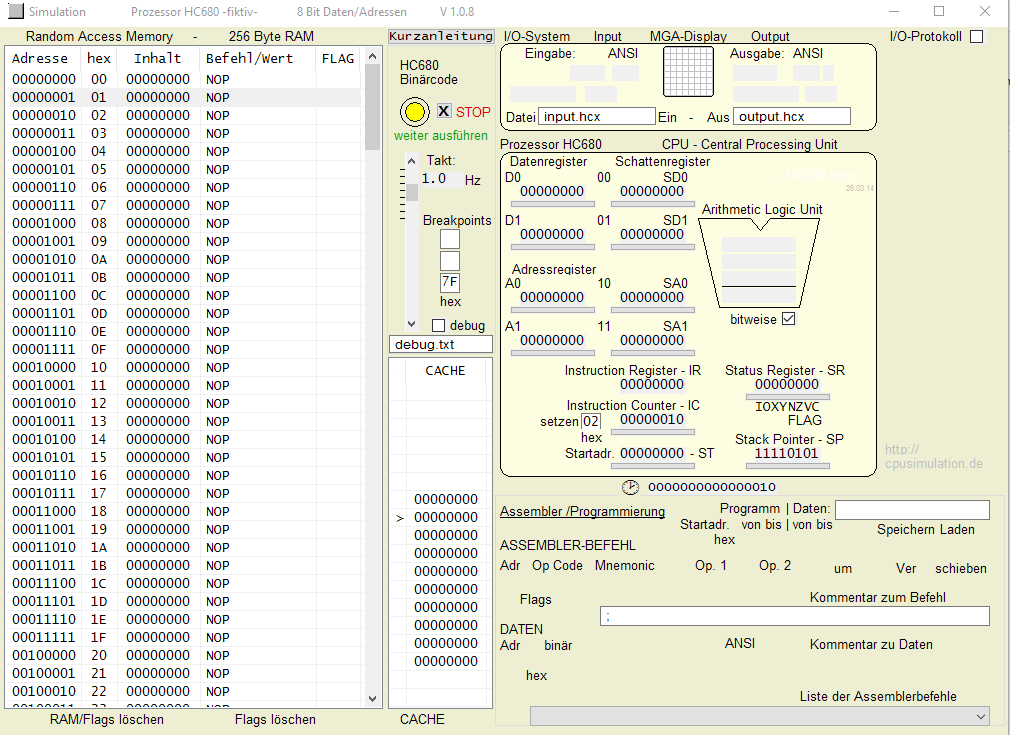 Simulation Prozessor HC680 -fiktiv- 8 Bit Daten/Adressen V 1.0.8
Random Access Memory - 256 Byte RAM
Adresse hex Inhalt Befehl/Wert FLAG
00000000 00 00000000 NOP
00000001 01 00000000 NOP
00000010 02 00000000 NOP
00000011 03 00000000 NOP
00000100 04 00000000 NOP
00000101 05 00000000 NOP
00000110 06 00000000 NOP
00000111 07 00000000 NOP
00001000 08 00000000 NOP
00001001 09 00000000 NOP
00001010 0A 00000000 NOP
00001011 0B 00000000 NOP
00001100 0C 00000000 NOP
00001101 0D 00000000 NOP
00001110 0E 00000000 NOP
00001111 0F 00000000 NOP
00010000 10 00000000 NOP
00010001 11 00000000 NOP
00010010 12 00000000 NOP
00010011 13 00000000 NOP
00010100 14 00000000 NOP
00010101 15 00000000 NOP
00010110 16 00000000 NOP
00010111 17 00000000 NOP
00011000 18 00000000 NOP
00011001 19 00000000 NOP
00011010 1A 00000000 NOP
00011011 1B 00000000 NOP
00011100 1C 00000000 NOP
00011101 1D 00000000 NOP
00011110 1E 00000000 NOP
00011111 1F 00000000 NOP
00100000 20 00000000 NOP
00100001 21 00000000 NOP
00100010 22 00000000 NOP
RAM/Flags löschen Flags löschen
Kurzanleitung
HC680
Binärcode
X STOP
weiter ausführen
Takt:
1.0 Hz
Breakpoints
7F
hex
debug
debug.txt
CACHE
00000000
> 00000000
00000000
00000000
00000000
00000000
00000000
00000000
00000000
00000000
CACHE
I/O-System Input MGA-Display Output I/O-Protokoll
Eingabe: ANSI Ausgabe: ANSI
Datei input.hcx Ein - Aus output.hcx
Prozessor HC680 CPU - Central Processing Unit
Datenregister Schattenregister
D0 00 SD0
00000000 00000000
26.03.14
D1 01 SD1
00000000 00000000
Arithmetic Logic Unit
Adressregister
A0 10 SA0
00000000 00000000
A1 11 SA1
00000000 00000000
bitweise
Instruction Register - IR Status Register - SR
00000000 00000000
Instruction Counter - IC IOXYNZVC
setzen 02 00000010 FLAG
hex
Stack Pointer - SP
Startadr. 00000000 - ST 11110101
http://
cpusimulation.de
0000000000000010
Assembler /Programmierung
Programm | Daten:
Startadr. von bis | von bis Speichern Laden
hex
ASSEMBLER-BEFEHL
Adr Op Code Mnemonic Op. 1 Op. 2 um Ver schieben
Flags Kommentar zum Befehl
;
DATEN
Adr binär ANSI Kommentar zu Daten
hex
Liste der Assemblerbefehle